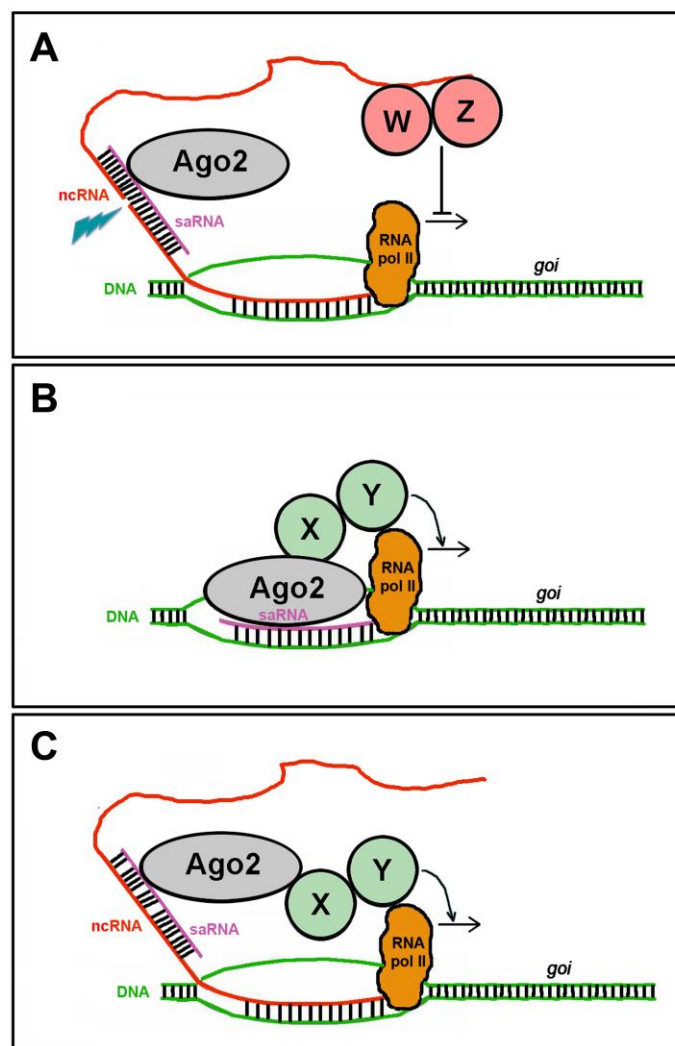 A
W
Z
Ago2
ncRNA
saRNA
RNA
pol II
goi
DNA
B
Y
X
RNA
pol II
Ago2
goi
DNA
saRNA
C
Ago2
Y
X
ncRNA
saRNA
RNA
pol II
goi
DNA